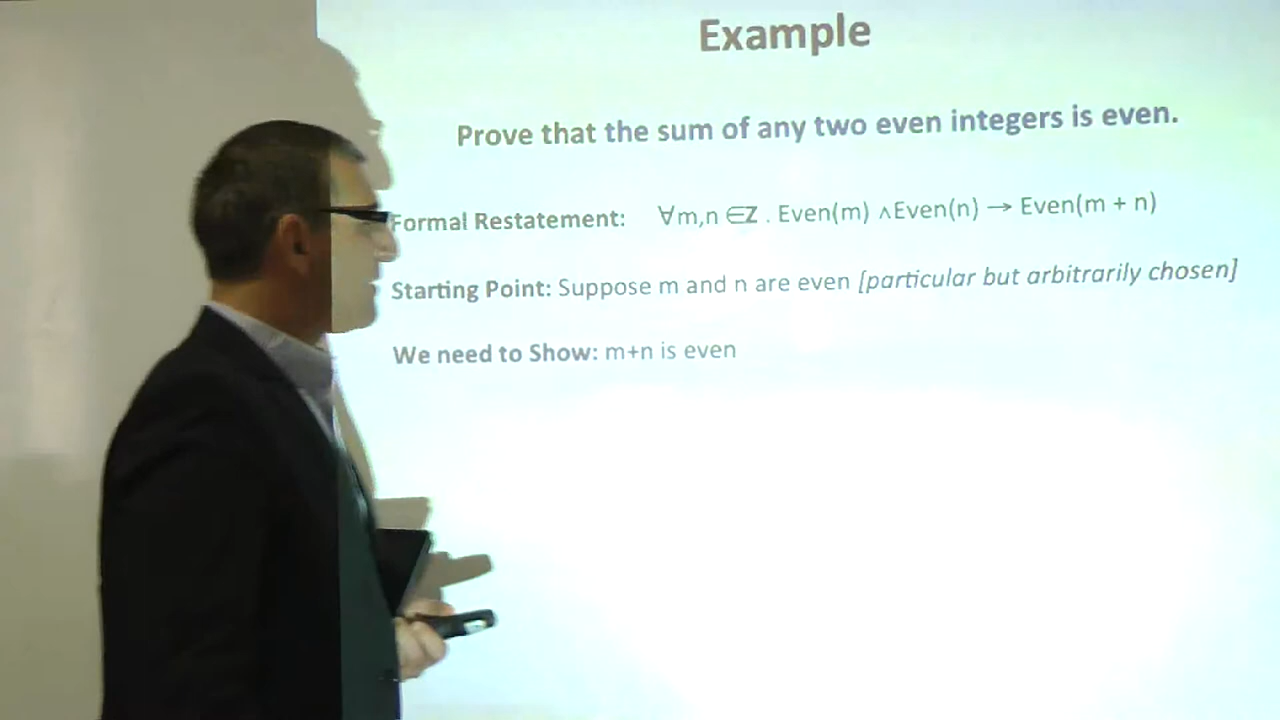 Example
Prove that the sum of any two even integers is even.
Formal Restatement: ∀m,n ∈Z . Even(m) ∧Even(n) → Even(m + n)
Starting Point: Suppose m and n are even [particular but arbitrarily chosen]
We need to Show: m+n is even